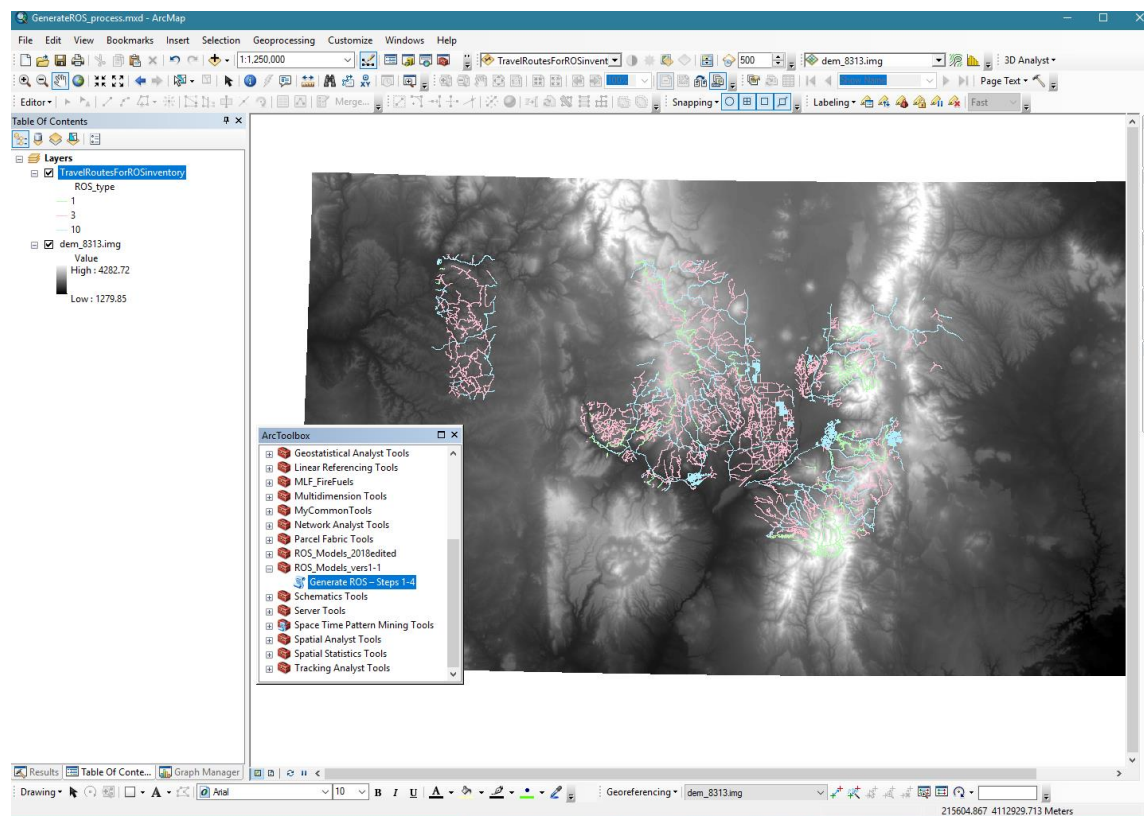 GenerateROS_process.mxd - ArcMap
File Edit View Bookmarks Insert Selection Geoprocessing Customize Windows Help
1:1,250,000 TravelRoutesForROSinvent 500 dem_8313.img 3D Analyst
Page Text
Editor Merge... Snapping Labeling Fast
Table Of Contents
Layers
TravelRoutesForROSinventory
ROS_type
1
3
10
dem_8313.img
Value
High : 4282.72
Low : 1279.85
ArcToolbox
Geostatistical Analyst Tools
Linear Referencing Tools
MLF_FireFuels
Multidimension Tools
MyCommonTools
Network Analyst Tools
Parcel Fabric Tools
ROS_Models_2018edited
ROS_Models_vers1-1
Generate ROS – Steps 1-4
Schematics Tools
Server Tools
Space Time Pattern Mining Tools
Spatial Analyst Tools
Spatial Statistics Tools
Tracking Analyst Tools
Results Table Of Conte... Graph Manager
Drawing A Arial 10 B I U A Georeferencing dem_8313.img
215604.867 4112929.713 Meters